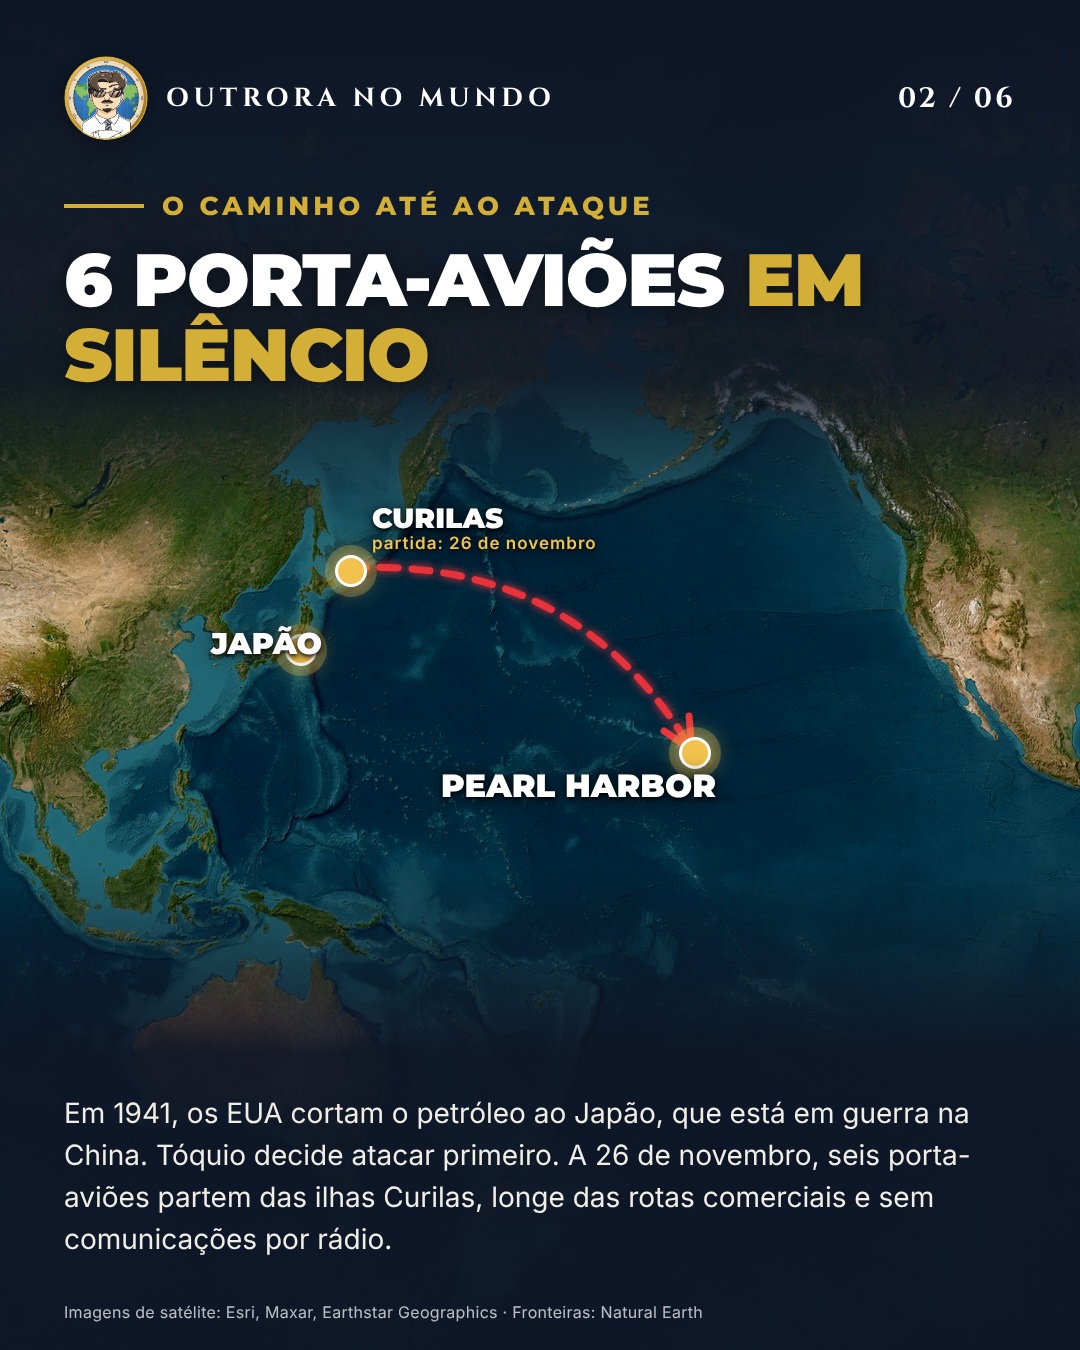 OUTRORA NO MUNDO
02 / 06
O CAMINHO ATÉ AO ATAQUE
6 PORTA-AVIÕES EM
SILÊNCIO
CURILAS
partida: 26 de novembro
JAPÃO
PEARL HARBOR
Em 1941, os EUA cortam o petróleo ao Japão, que está em guerra na
China. Tóquio decide atacar primeiro. A 26 de novembro, seis porta-
aviões partem das ilhas Curilas, longe das rotas comerciais e sem
comunicações por rádio.
Imagens de satélite: Esri, Maxar, Earthstar Geographics · Fronteiras: Natural Earth